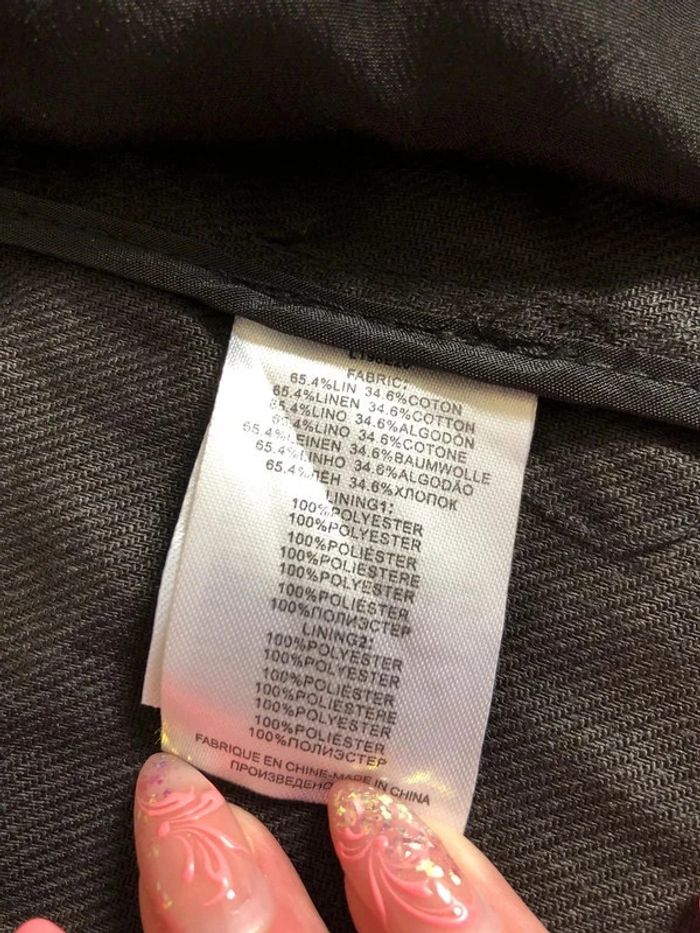 FABRIC:
65.4%LIN 34.6%COTON
65.4%LINEN 34.6%COTTON
65.4%LINO 34.6%ALGODÓN
65.4%LINO 34.6%COTONE
65.4%LEINEN 34.6%BAUMWOLLE
65.4%LINHO 34.6%ALGODÃO
65.4%ЛЕН 34.6%ХЛОПОК
LINING1:
100%POLYESTER
100%POLYESTER
100%POLIÉSTER
100%POLIESTERE
100%POLYESTER
100%POLIÉSTER
100%ПОЛИЭСТЕР
LINING2:
100%POLYESTER
100%POLYESTER
100%POLIÉSTER
100%POLIESTERE
100%POLYESTER
100%POLIÉSTER
100%ПОЛИЭСТЕР
FABRIQUE EN CHINE-MADE IN CHINA
ПРОИЗВЕДЕНО